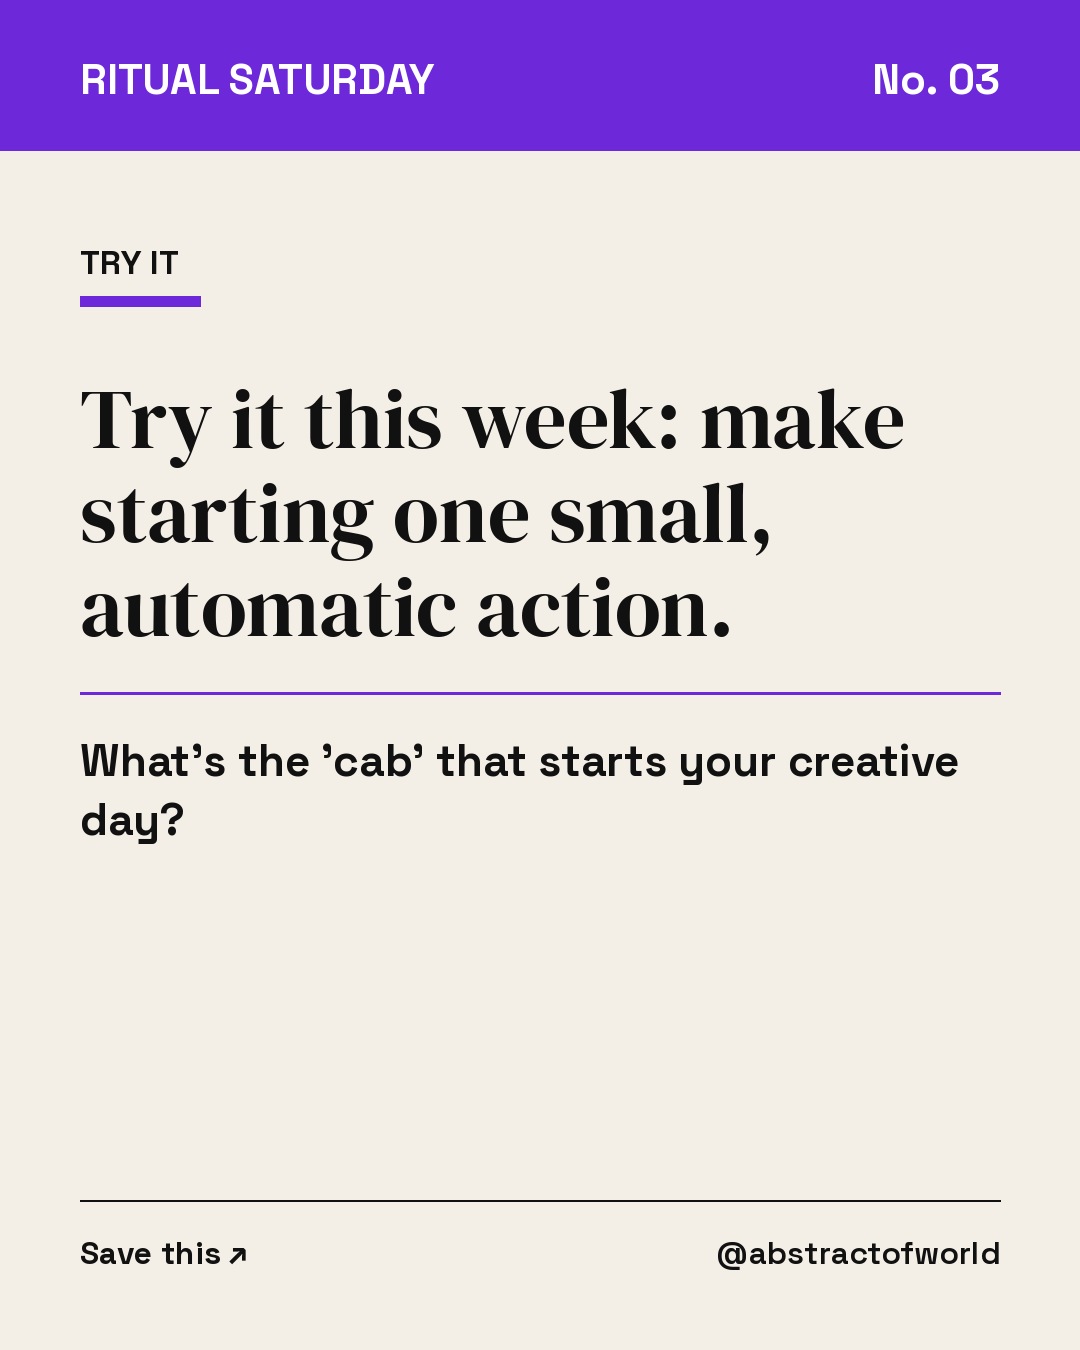 RITUAL SATURDAY
No. 03
TRY IT
Try it this week: make
starting one small,
automatic action.
What’s the ’cab’ that starts your creative
day?
Save this ↗
@abstractofworld